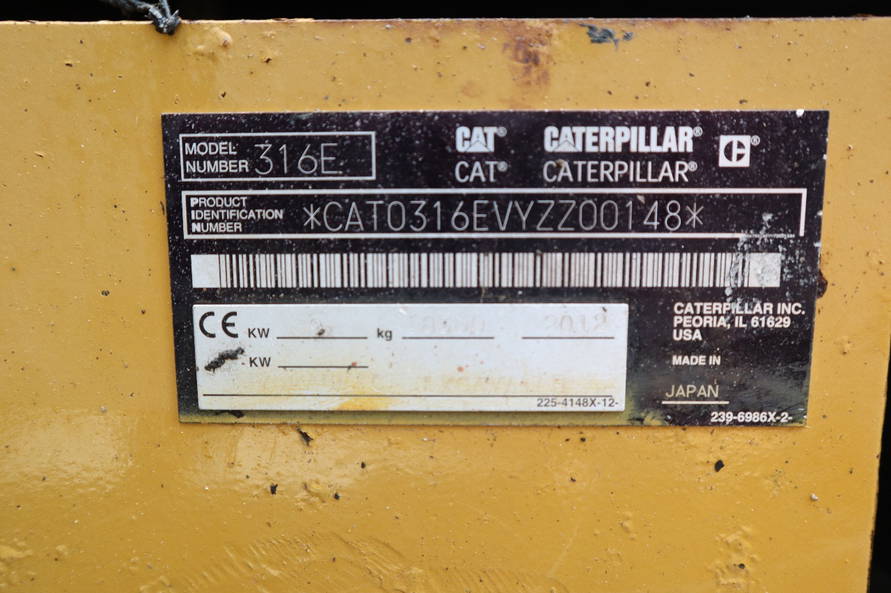 MODEL NUMBER 316E
CAT® CATERPILLAR®
CAT® CATERPILLAR®
PRODUCT IDENTIFICATION NUMBER *CAT0316EVYZZ00148*
CE KW kg 2012
KW
225-4148X-12-
CATERPILLAR INC.
PEORIA, IL 61629
USA
MADE IN
JAPAN
239-6986X-2-